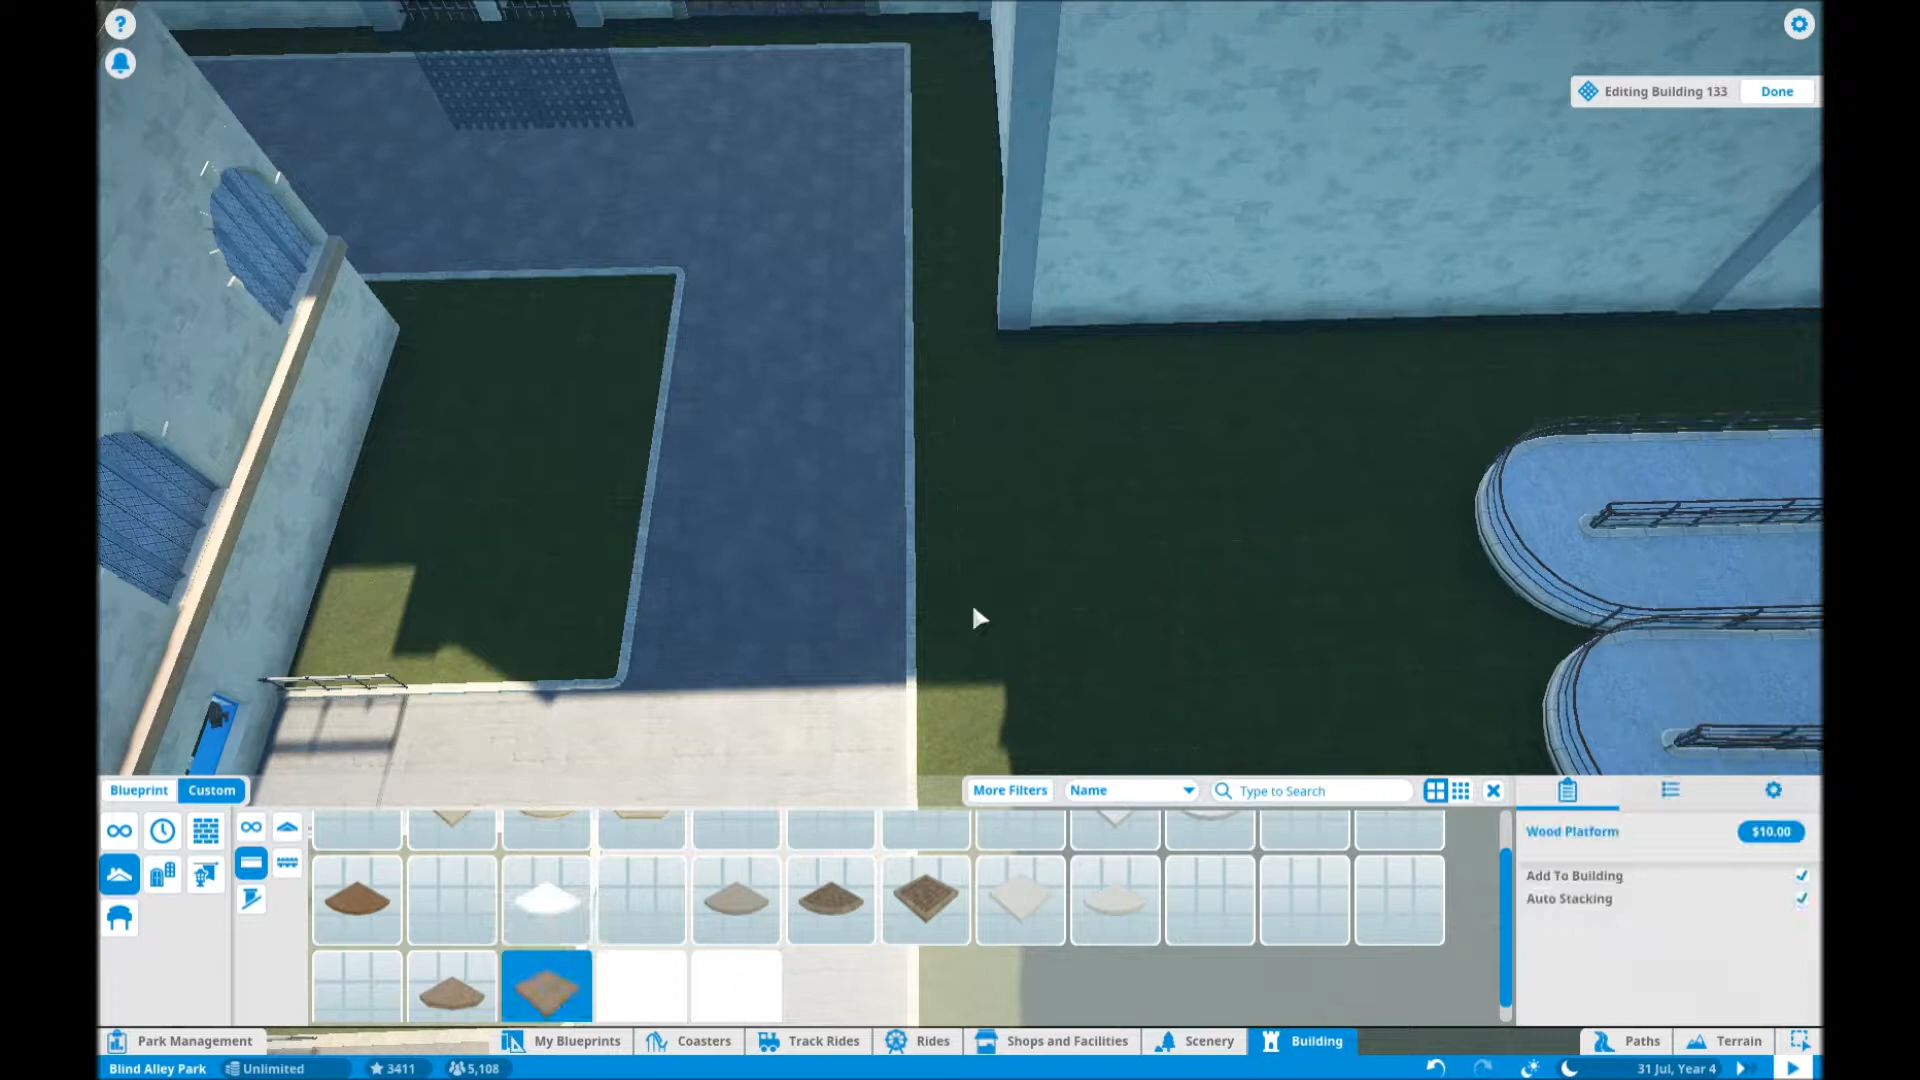 ?
Editing Building 133
Done
Blueprint
Custom
More Filters
Name
Type to Search
Wood Platform
$10.00
Add To Building
Auto Stacking
Park Management
My Blueprints
Coasters
Track Rides
Rides
Shops and Facilities
Scenery
Building
Paths
Terrain
Blind Alley Park
Unlimited
3411
5,108
31 Jul, Year 4